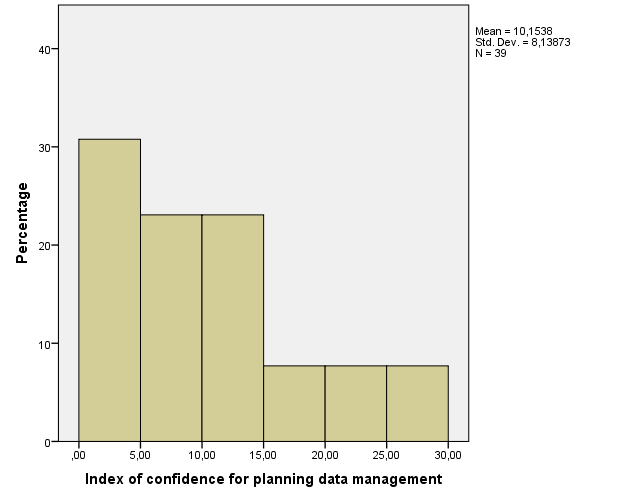 Mean = 10,1538
Std. Dev. = 8,13873
N = 39
40
30
20
10
0
Percentage
,00 5,00 10,00 15,00 20,00 25,00 30,00
Index of confidence for planning data management